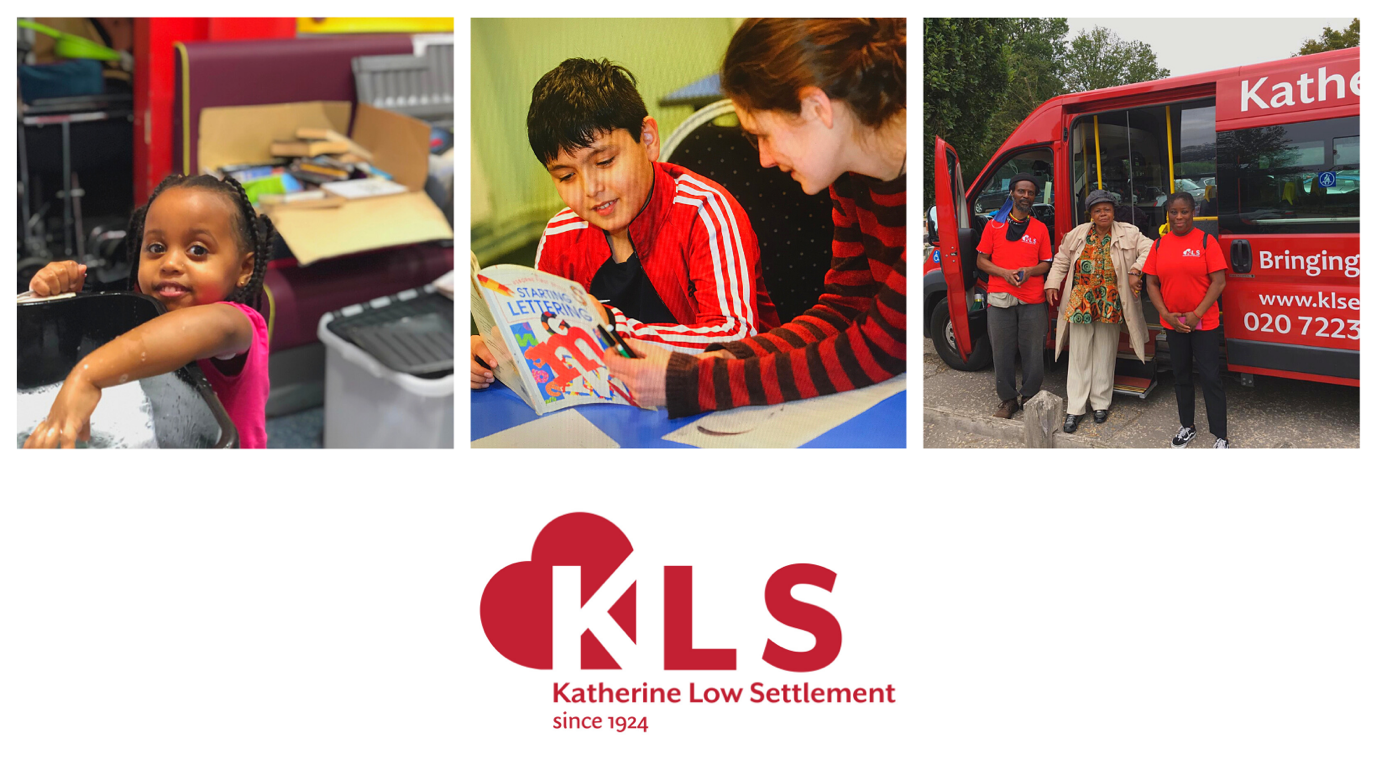 STARTING
LETTERING
KLS
Kathe
Bringing
www.klse
020 7223
KLS
KLS
Katherine Low Settlement
since 1924